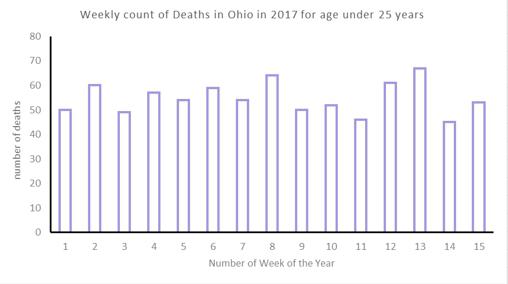 Weekly count of Deaths in Ohio in 2017 for age under 25 years
80
70
60
50
40
30
20
10
0
number of deaths
1 2 3 4 5 6 7 8 9 10 11 12 13 14 15
Number of Week of the Year